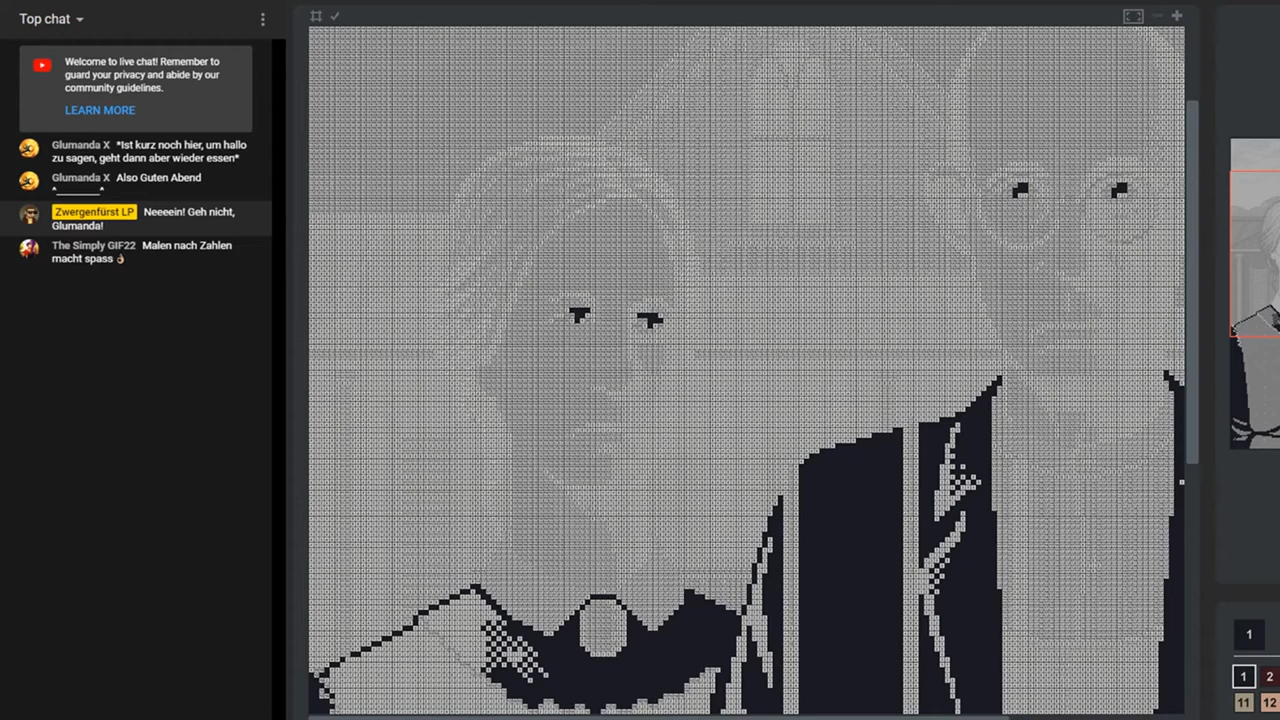 Top chat
Welcome to live chat! Remember to
guard your privacy and abide by our
community guidelines.
LEARN MORE
Glumanda X *Ist kurz noch hier, um hallo
zu sagen, geht dann aber wieder essen*
Glumanda X Also Guten Abend
^________^
Zwergenfürst LP Neeeein! Geh nicht,
Glumanda!
The Simply GIF22 Malen nach Zahlen
macht spass 👌
1
1 2
11 12